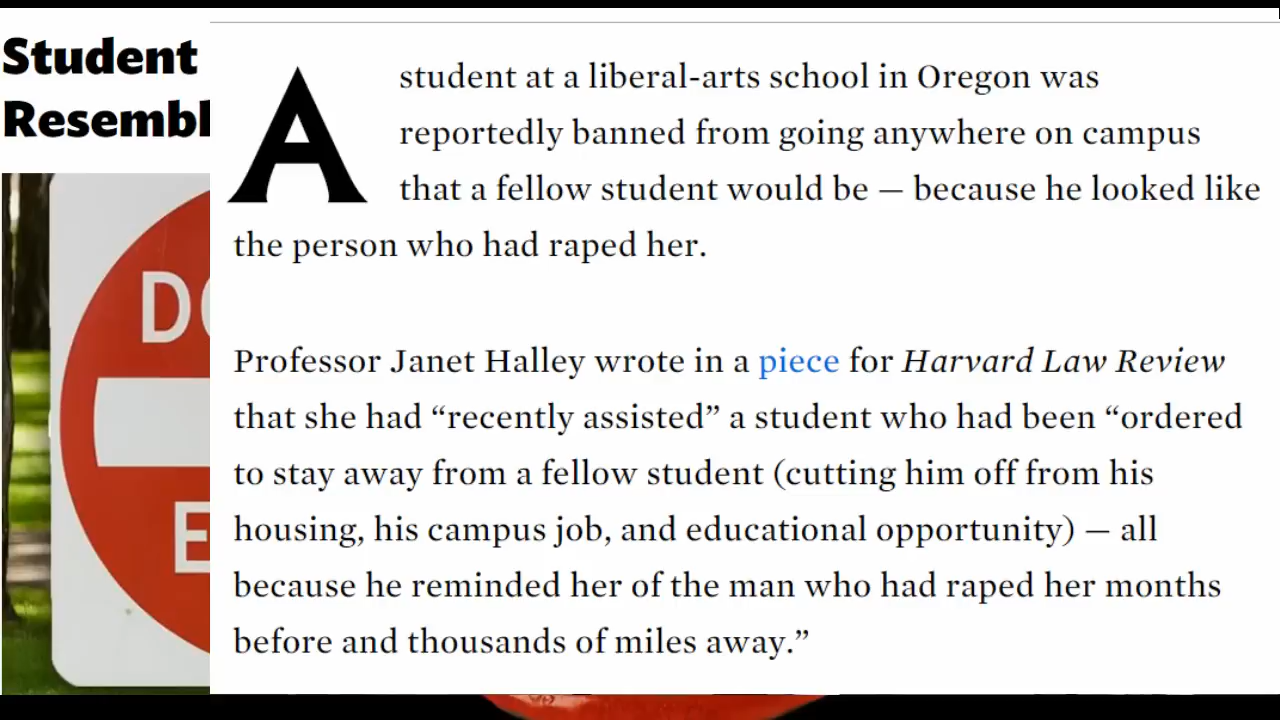 Student
Resembl
DO
E
A student at a liberal-arts school in Oregon was
reportedly banned from going anywhere on campus
that a fellow student would be — because he looked like
the person who had raped her.
Professor Janet Halley wrote in a piece for Harvard Law Review
that she had “recently assisted” a student who had been “ordered
to stay away from a fellow student (cutting him off from his
housing, his campus job, and educational opportunity) — all
because he reminded her of the man who had raped her months
before and thousands of miles away.”